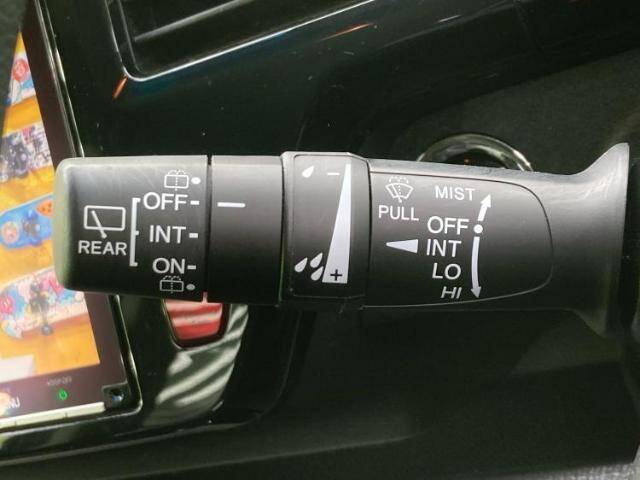 REAR
OFF
INT
ON
- 
+
PULL
MIST
OFF
INT
LO
HI